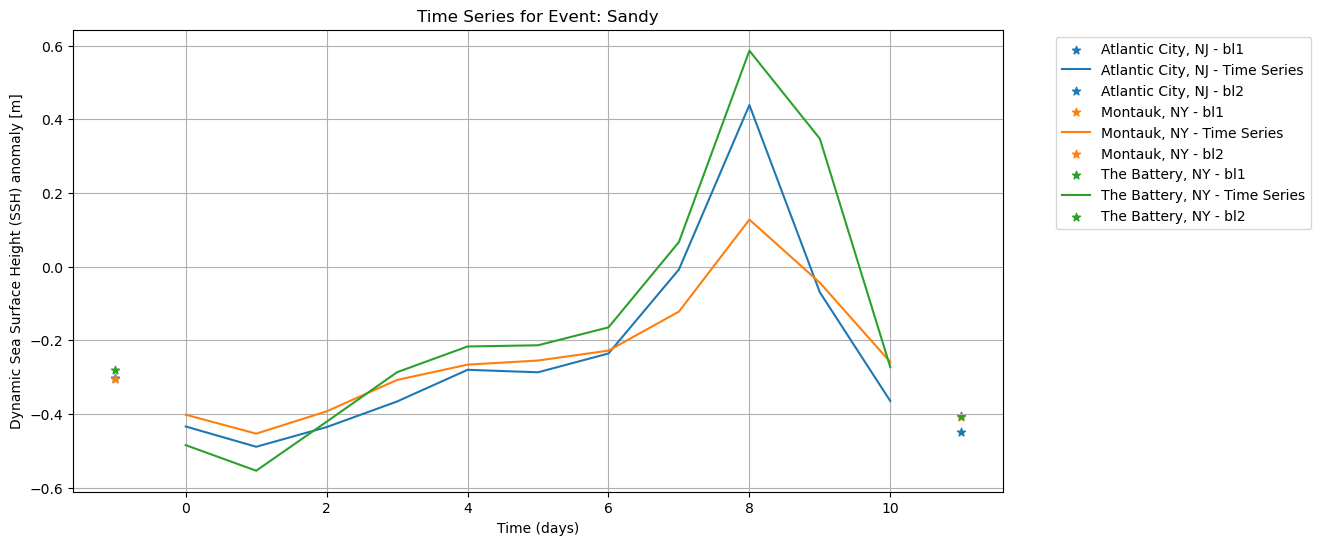 Time Series for Event: Sandy
Dynamic Sea Surface Height (SSH) anomaly [m]
0.6
0.4
0.2
0.0
−0.2
−0.4
−0.6
0 2 4 6 8 10
Time (days)
Atlantic City, NJ - bl1
Atlantic City, NJ - Time Series
Atlantic City, NJ - bl2
Montauk, NY - bl1
Montauk, NY - Time Series
Montauk, NY - bl2
The Battery, NY - bl1
The Battery, NY - Time Series
The Battery, NY - bl2